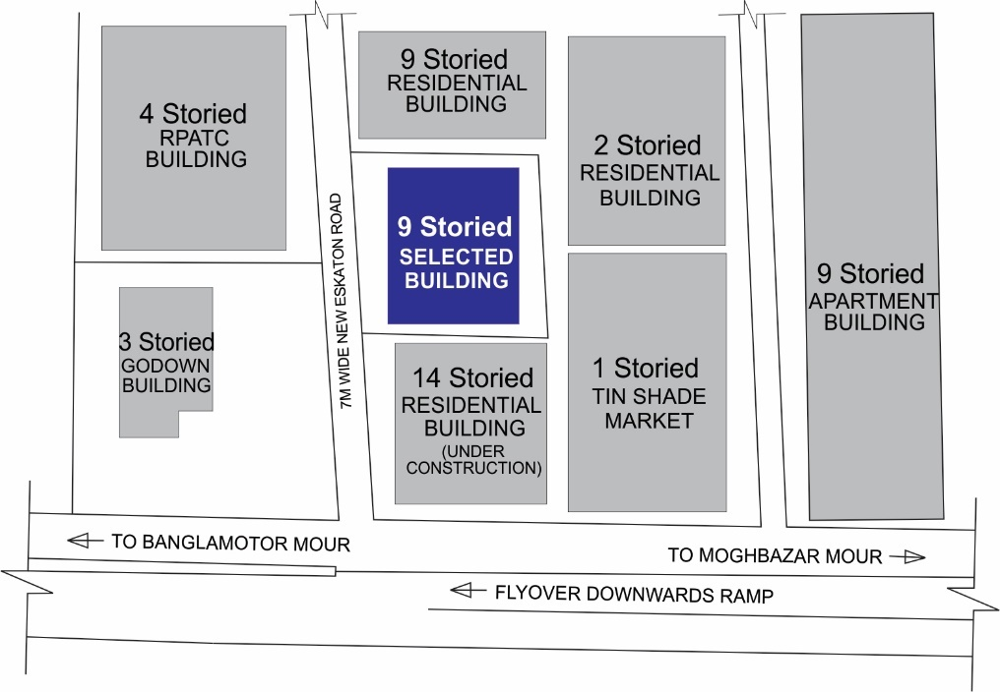 4 Storied
RPATC
BUILDING
9 Storied
RESIDENTIAL
BUILDING
2 Storied
RESIDENTIAL
BUILDING
9 Storied
SELECTED
BUILDING
7M WIDE NEW ESKATON ROAD
9 Storied
APARTMENT
BUILDING
3 Storied
GODOWN
BUILDING
14 Storied
RESIDENTIAL
BUILDING
(UNDER
CONSTRUCTION)
1 Storied
TIN SHADE
MARKET
TO BANGLAMOTOR MOUR
TO MOGHBAZAR MOUR
FLYOVER DOWNWARDS RAMP